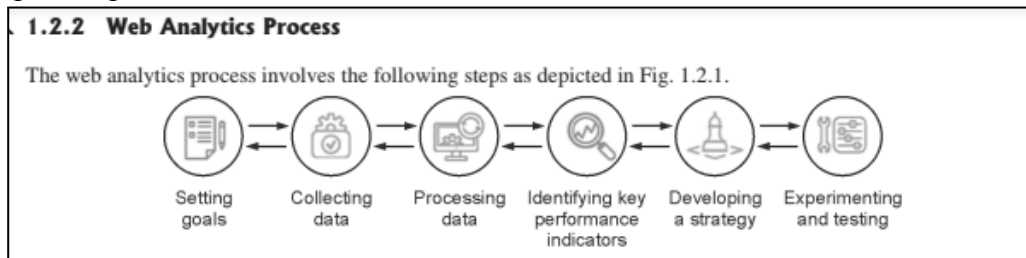 1.2.2 Web Analytics Process
The web analytics process involves the following steps as depicted in Fig. 1.2.1.
Setting
goals
Collecting
data
Processing
data
Identifying key
performance
indicators
Developing
a strategy
Experimenting
and testing